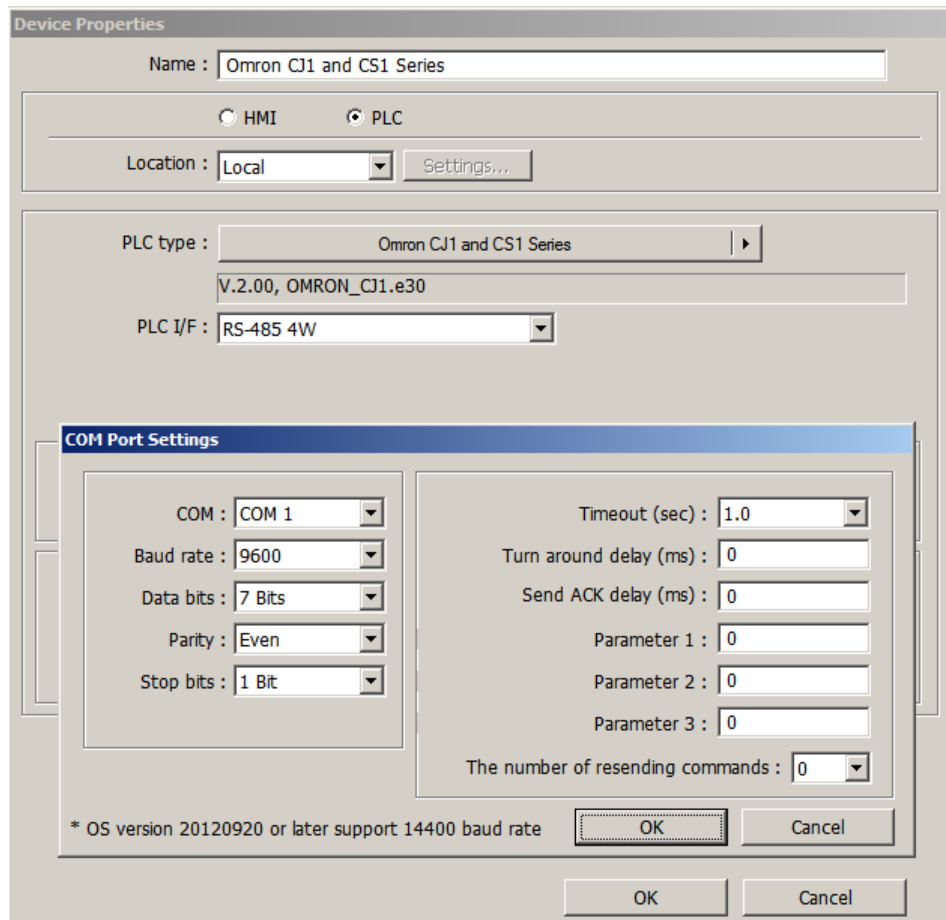 Device Properties
Name : Omron CJ1 and CS1 Series
HMI PLC
Location : Local Settings...
PLC type : Omron CJ1 and CS1 Series
V.2.00, OMRON_CJ1.e30
PLC I/F : RS-485 4W
COM Port Settings
COM : COM 1
Baud rate : 9600
Data bits : 7 Bits
Parity : Even
Stop bits : 1 Bit
Timeout (sec) : 1.0
Turn around delay (ms) : 0
Send ACK delay (ms) : 0
Parameter 1 : 0
Parameter 2 : 0
Parameter 3 : 0
The number of resending commands : 0
* OS version 20120920 or later support 14400 baud rate
OK Cancel
OK Cancel